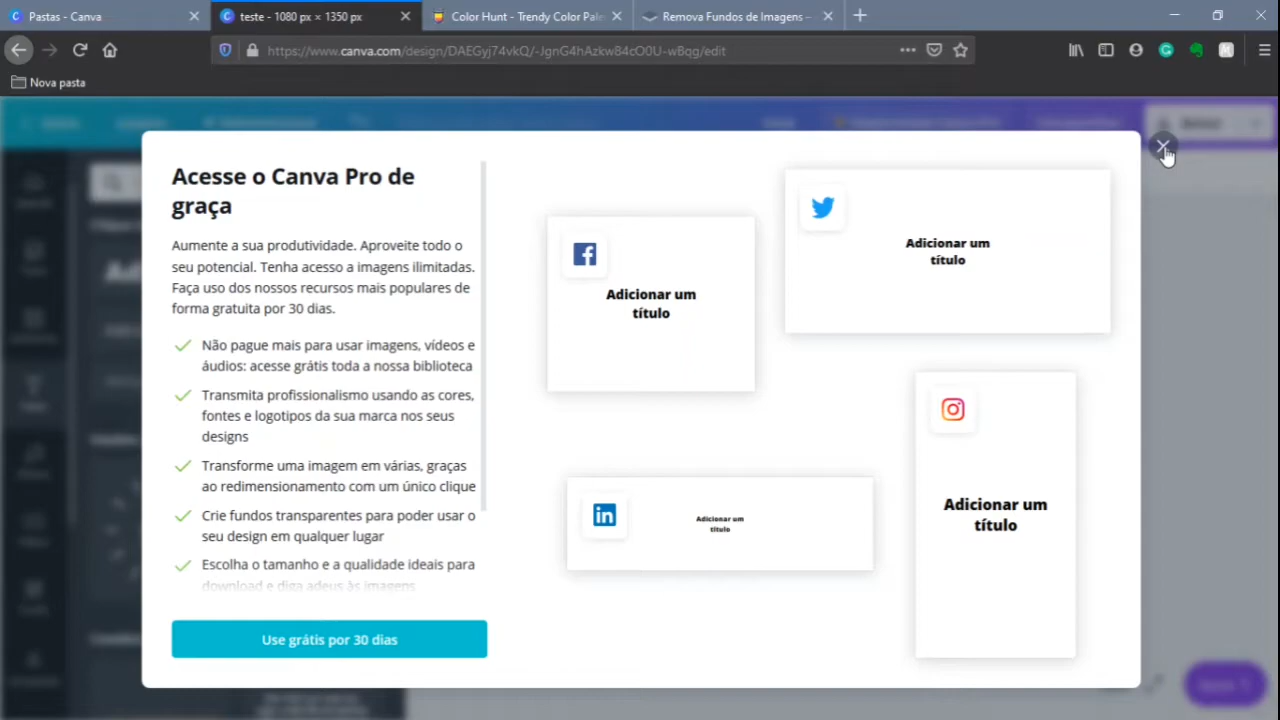 Pastas - Canva
teste - 1080 px × 1350 px
Color Hunt - Trendy Color Pale
Remova Fundos de Imagens –
https://www.canva.com/design/DAEGyj74vkQ/-JgnG4hAzkw84cO0U-wBqg/edit
Nova pasta
Acesse o Canva Pro de
graça
Aumente a sua produtividade. Aproveite todo o
seu potencial. Tenha acesso a imagens ilimitadas.
Faça uso dos nossos recursos mais populares de
forma gratuita por 30 dias.
Não pague mais para usar imagens, vídeos e
áudios: acesse grátis toda a nossa biblioteca
Transmita profissionalismo usando as cores,
fontes e logotipos da sua marca nos seus
designs
Transforme uma imagem em várias, graças
ao redimensionamento com um único clique
Crie fundos transparentes para poder usar o
seu design em qualquer lugar
Escolha o tamanho e a qualidade ideais para
download e diga adeus às imagens
Use grátis por 30 dias
Adicionar um
título
Adicionar um
título
Adicionar um
título
Adicionar um
título